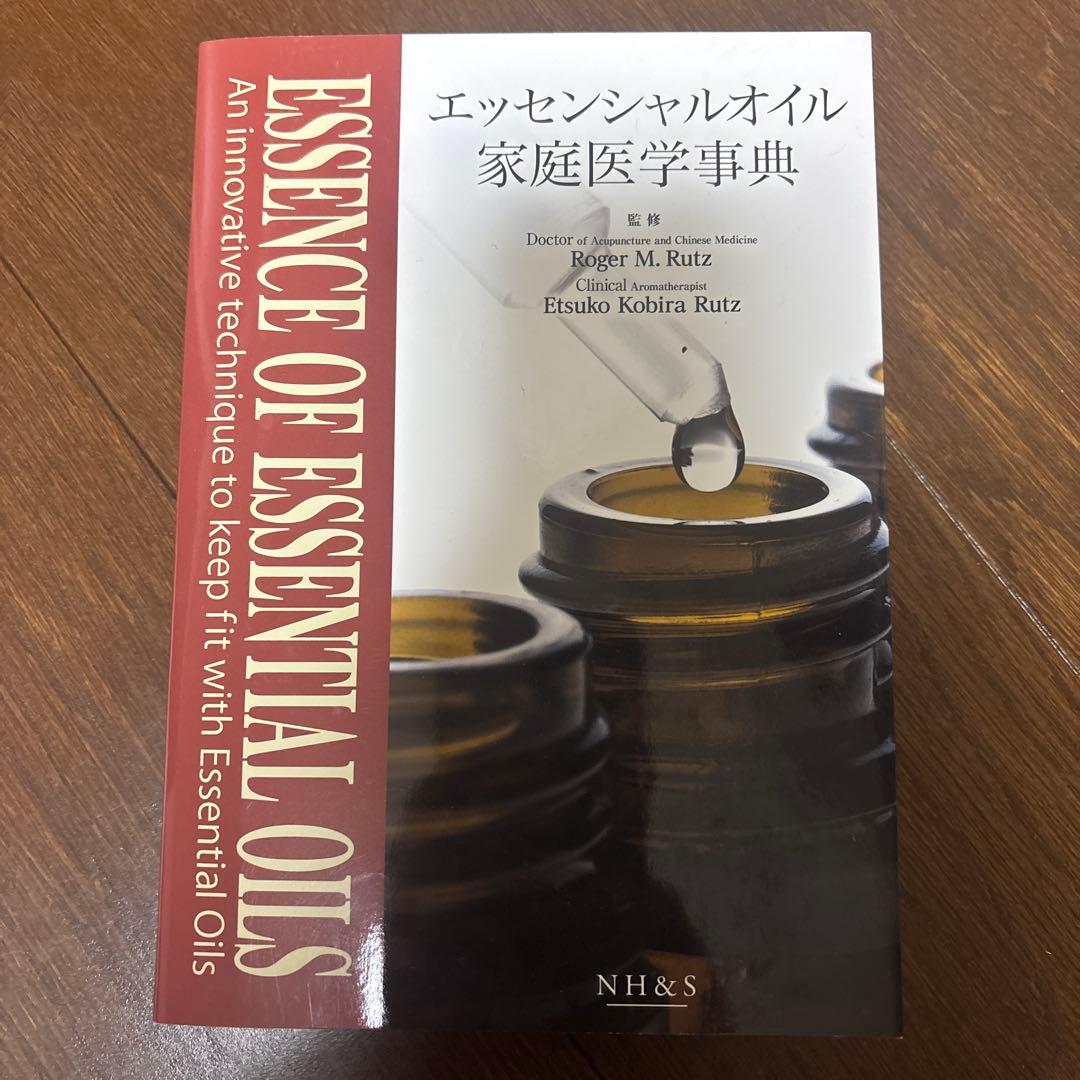 ESSENCE OF ESSENTIAL OILS
An innovative technique to keep fit with Essential Oils
エッセンシャルオイル
家庭医学事典
監修
Doctor of Acupuncture and Chinese Medicine
Roger M. Rutz
Clinical Aromatherapist
Etsuko Kobira Rutz
NH&S